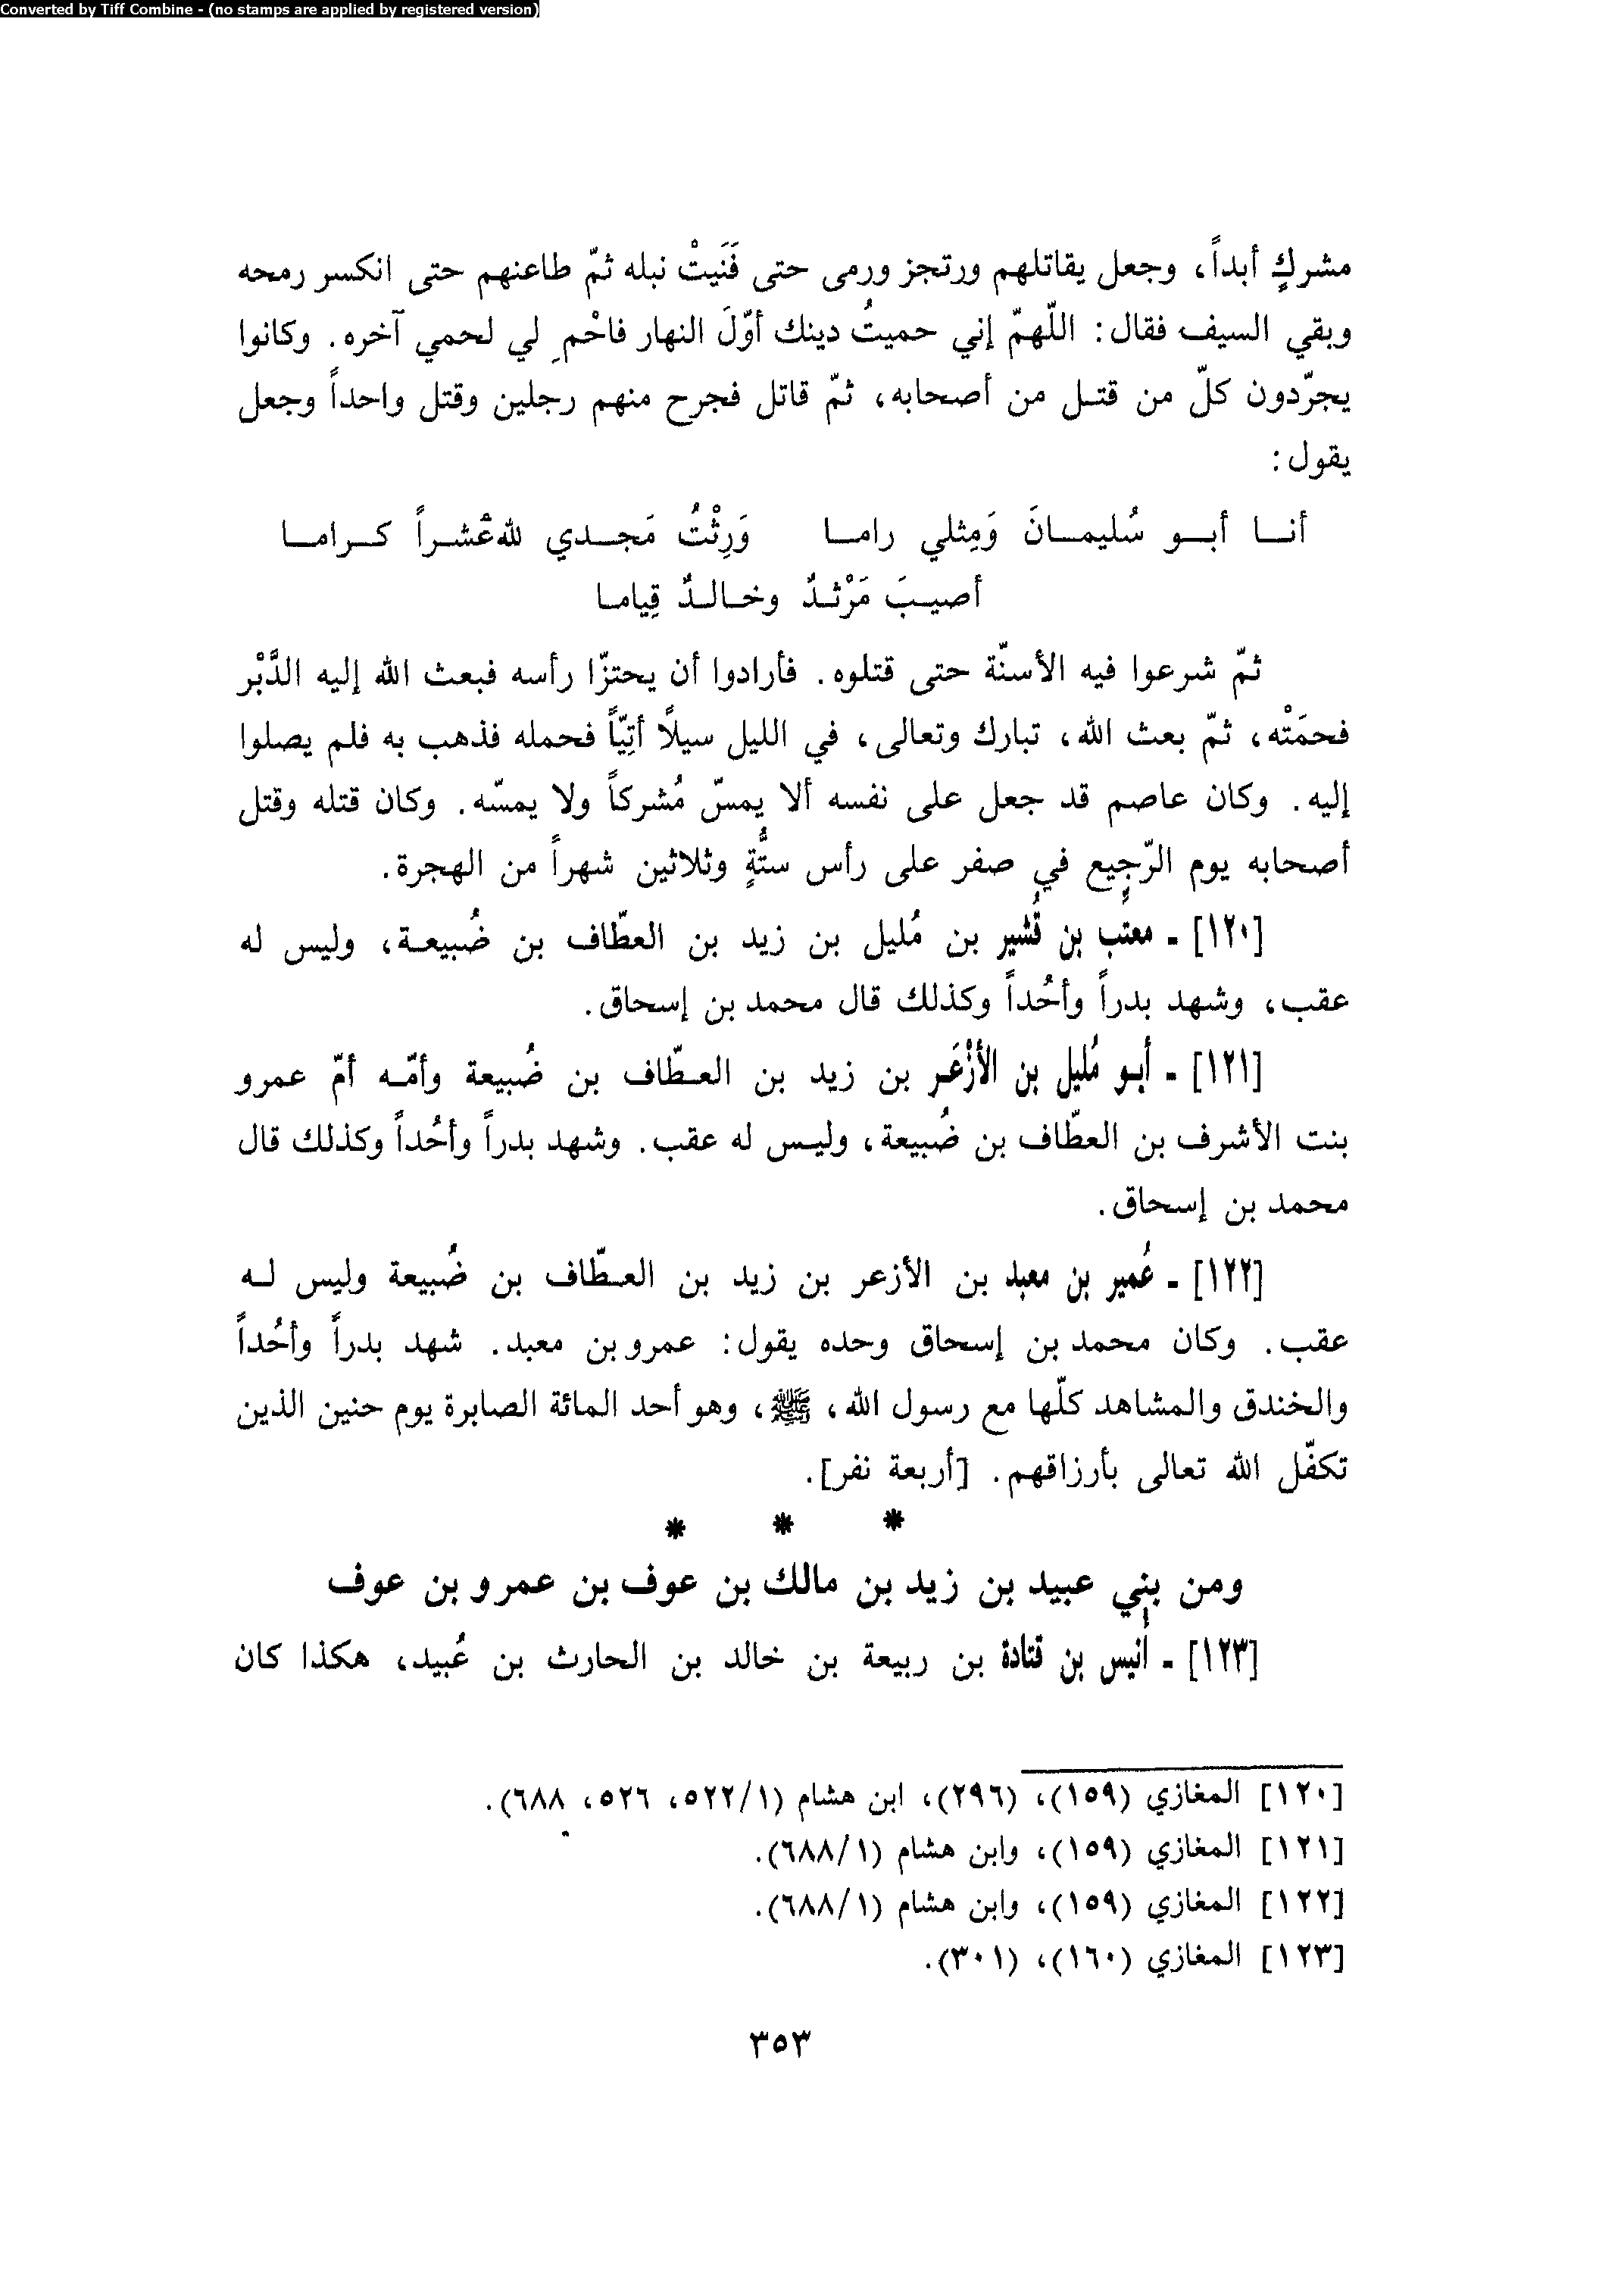 Converted by Tiff Combine - (no stamps are applied by registered version)
مشركٍ أبداً، وجعل يقاتلهم ورتجز ورمى حتى فَنَيتْ نبله ثمّ طاعنهم حتى انكسر رمحه
وبقي السيف فقال: اللّهمّ إني حميتُ دينك أوّلَ النهار فاحْمِ لي لحمي آخره. وكانوا
يجرّدون كلّ من قتل من أصحابه، ثمّ قاتل فجرح منهم رجلين وقتل واحداً وجعل
يقول:
أنا أبو سُليمانَ وَمِثلي راما وَرِثْتُ مَجدي لله عُشراً كراما
أصيبَ مَرْثدٌ وخالدٌ قِياما
ثمّ شرعوا فيه الأسنّة حتى قتلوه. فأرادوا أن يحتزّا رأسه فبعث الله إليه الدَّبْر
فحمَتْه، ثمّ بعث الله، تبارك وتعالى، في الليل سيلًا أتِيّاً فحمله فذهب به فلم يصلوا
إليه. وكان عاصم قد جعل على نفسه ألا يمسّ مُشركاً ولا يمسّه. وكان قتله وقتل
أصحابه يوم الرّجِيع في صفر على رأس ستُّةٍ وثلاثين شهراً من الهجرة.
[١٢٠] - معتب بن قُشير بن مُليل بن زيد بن العطّاف بن ضُبيعة، وليس له
عقب، وشهد بدراً وأحُداً وكذلك قال محمد بن إسحاق.
[١٢١] - أبو مُليل بن الأزْعَر بن زيد بن العطّاف بن ضُبيعة وأمّه أمّ عمرو
بنت الأشرف بن العطّاف بن ضُبيعة، وليس له عقب. وشهد بدراً وأحُداً وكذلك قال
محمد بن إسحاق.
[١٢٢] - عُمير بن معبد بن الأزعر بن زيد بن العطّاف بن ضُبيعة وليس له
عقب. وكان محمد بن إسحاق وحده يقول: عمرو بن معبد. شهد بدراً وأحُداً
والخندق والمشاهد كلّها مع رسول الله، ﷺ، وهو أحد المائة الصابرة يوم حنين الذين
تكفّل الله تعالى بأرزاقهم. [أربعة نفر].
* * *
ومن بني عبيد بن زيد بن مالك بن عوف بن عمرو بن عوف
[١٢٣] - أُنيس بن قتادة بن ربيعة بن خالد بن الحارث بن عُبيد، هكذا كان
[١٢٠] المغازي (١٥٩)، (٢٩٦)، ابن هشام (٥٢٢/١، ٥٢٦، ٦٨٨).
[١٢١] المغازي (١٥٩)، وابن هشام (٦٨٨/١).
[١٢٢] المغازي (١٥٩)، وابن هشام (٦٨٨/١).
[١٢٣] المغازي (١٦٠)، (٣٠١).
٣٥٣